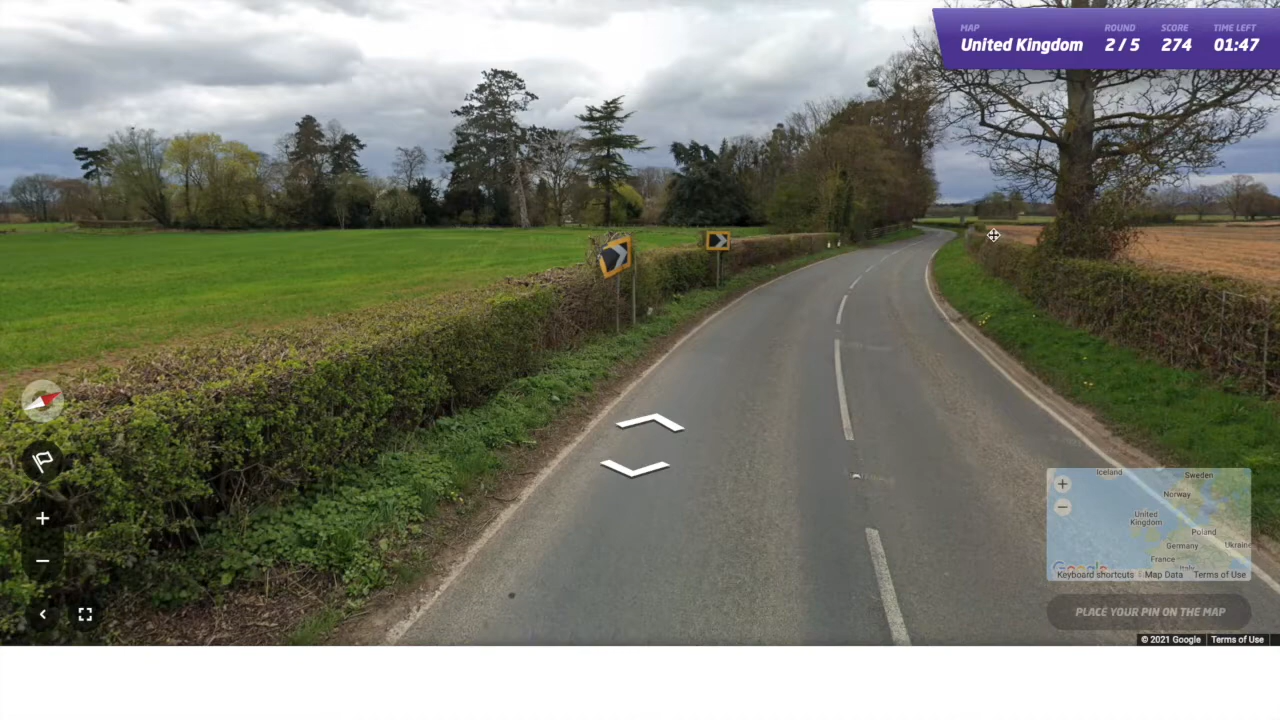 MAP
United Kingdom
ROUND
2 / 5
SCORE
274
TIME LEFT
01:47
Iceland
Sweden
Norway
United
Kingdom
Poland
Germany
Ukraine
France
Italy
Google
Keyboard shortcuts
Map Data
Terms of Use
PLACE YOUR PIN ON THE MAP
© 2021 Google
Terms of Use